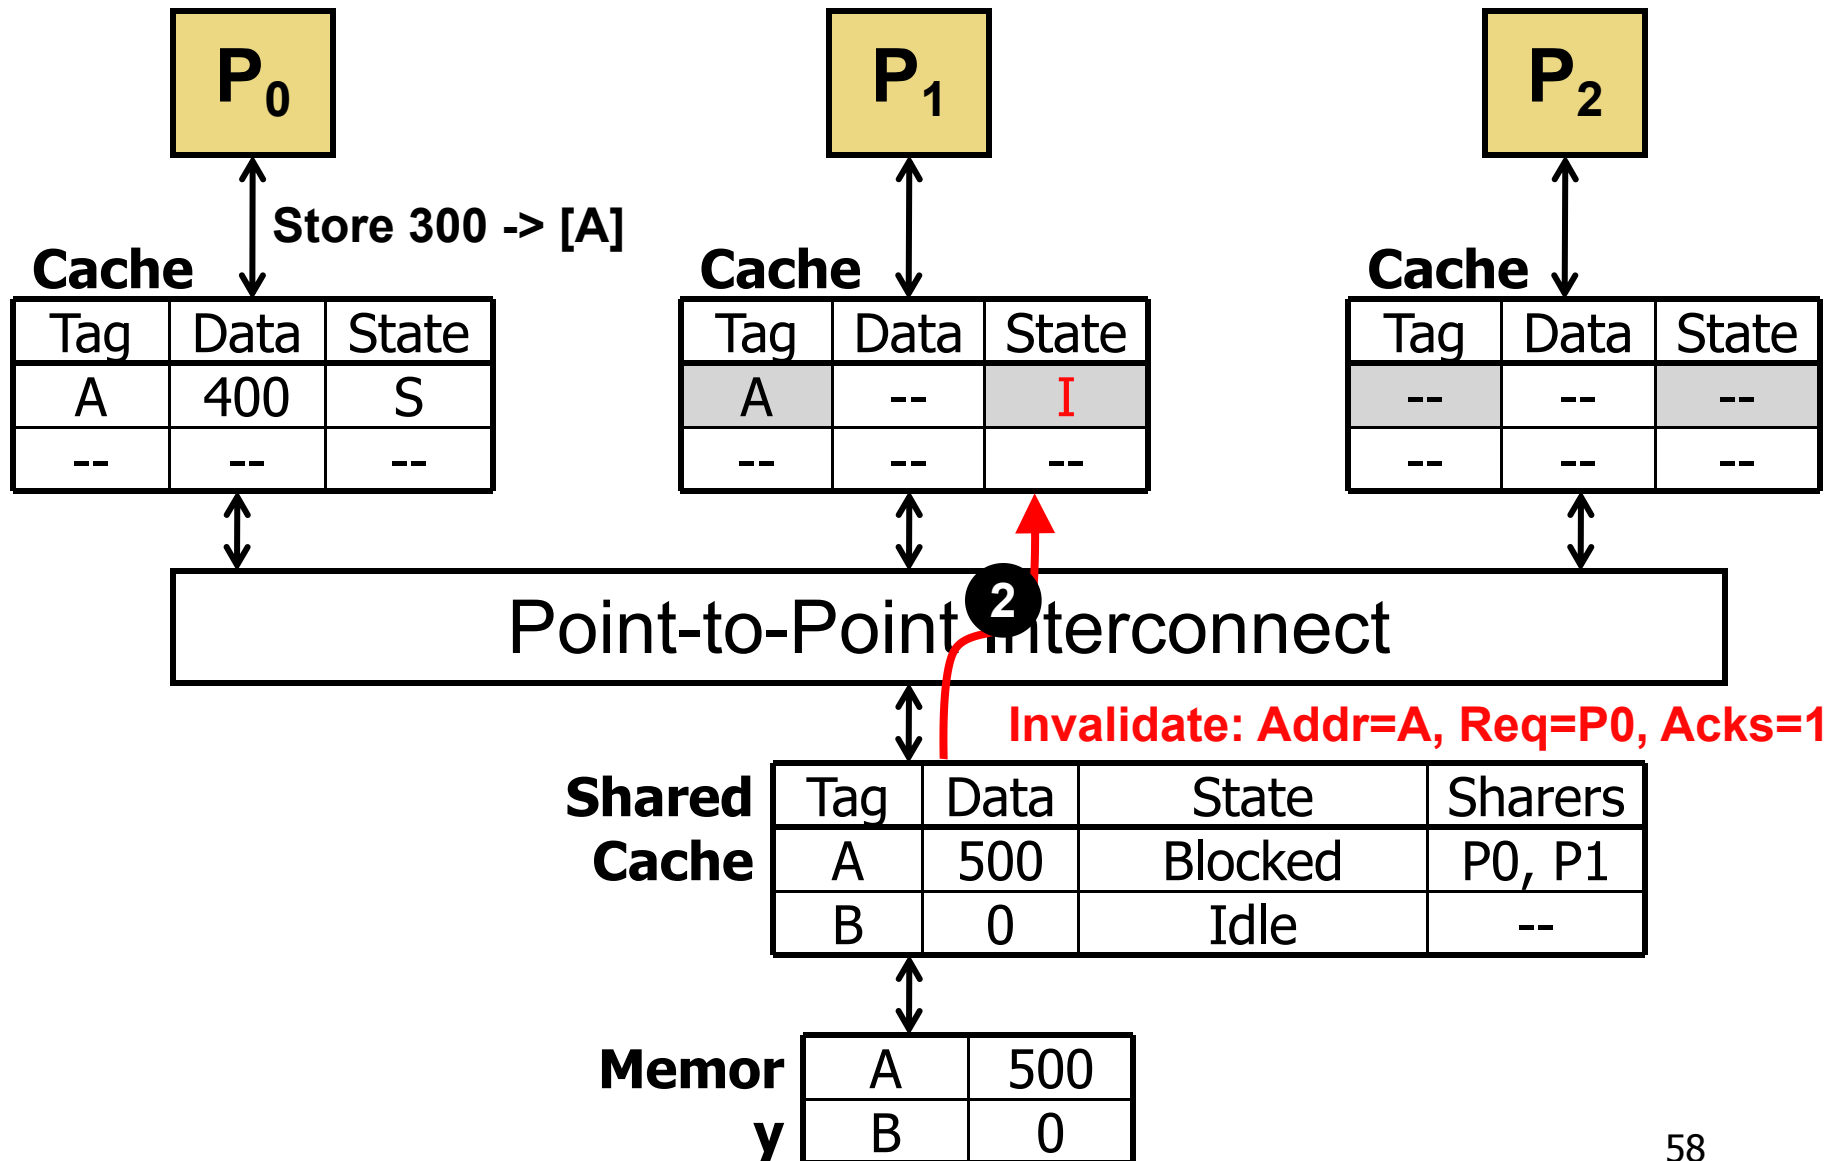 P0 P1 P2
Store 300 -> [A]
Cache Cache Cache
Tag Data State Tag Data State Tag Data State
A 400 S A -- I -- -- --
-- -- -- -- -- -- -- -- --
2
Point-to-Point Interconnect
Invalidate: Addr=A, Req=P0, Acks=1
Shared Tag Data State Sharers
Cache A 500 Blocked P0, P1
B 0 Idle --
Memor A 500
y B 0
58